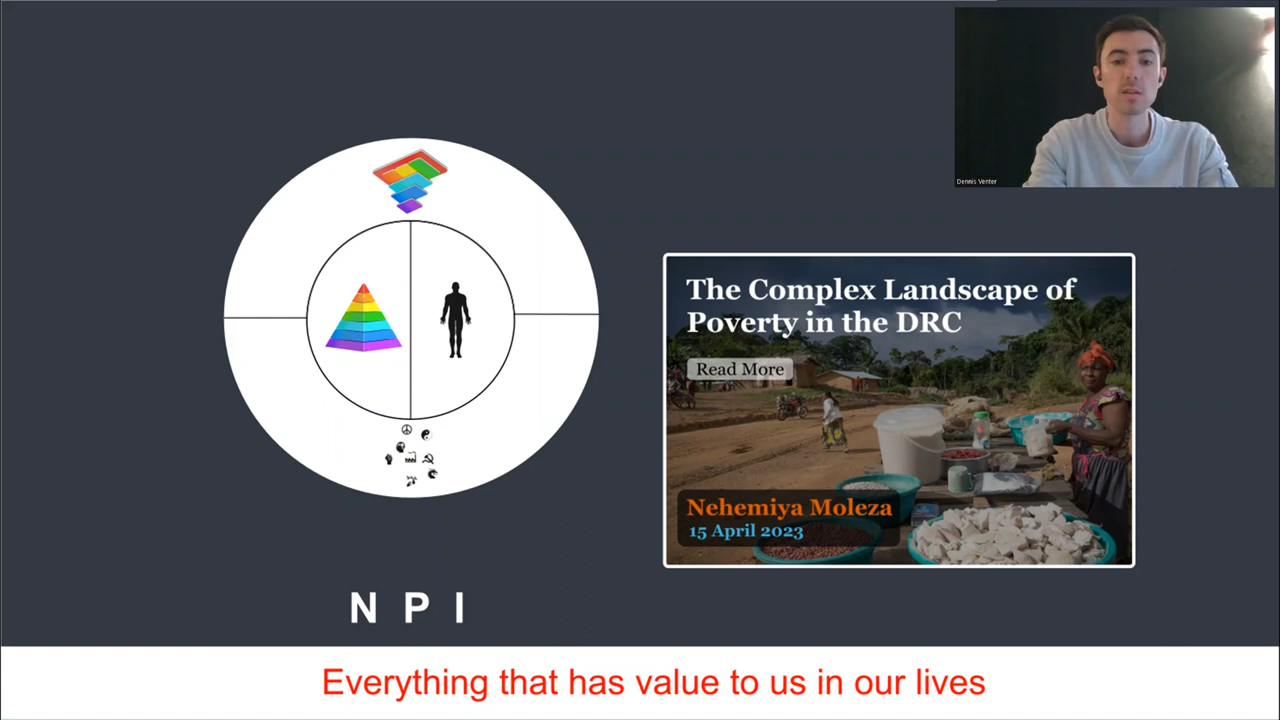 Dennis Venter
The Complex Landscape of
Poverty in the DRC
Read More
Nehemiya Moleza
15 April 2023
N P I
Everything that has value to us in our lives